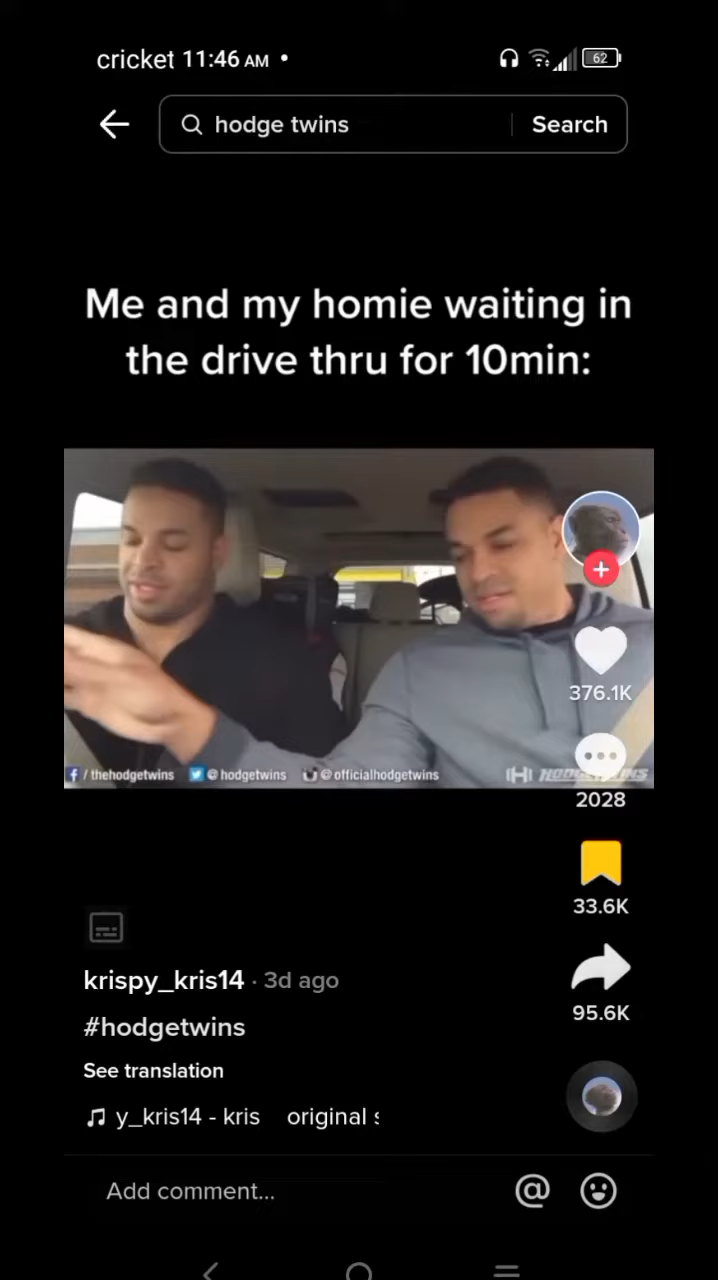 cricket 11:46 AM •
62
hodge twins
Search
Me and my homie waiting in
the drive thru for 10min:
/ thehodgetwins @hodgetwins @officialhodgetwins HODGETWINS
376.1K
2028
33.6K
95.6K
krispy_kris14 · 3d ago
#hodgetwins
See translation
y_kris14 - kris original s
Add comment...